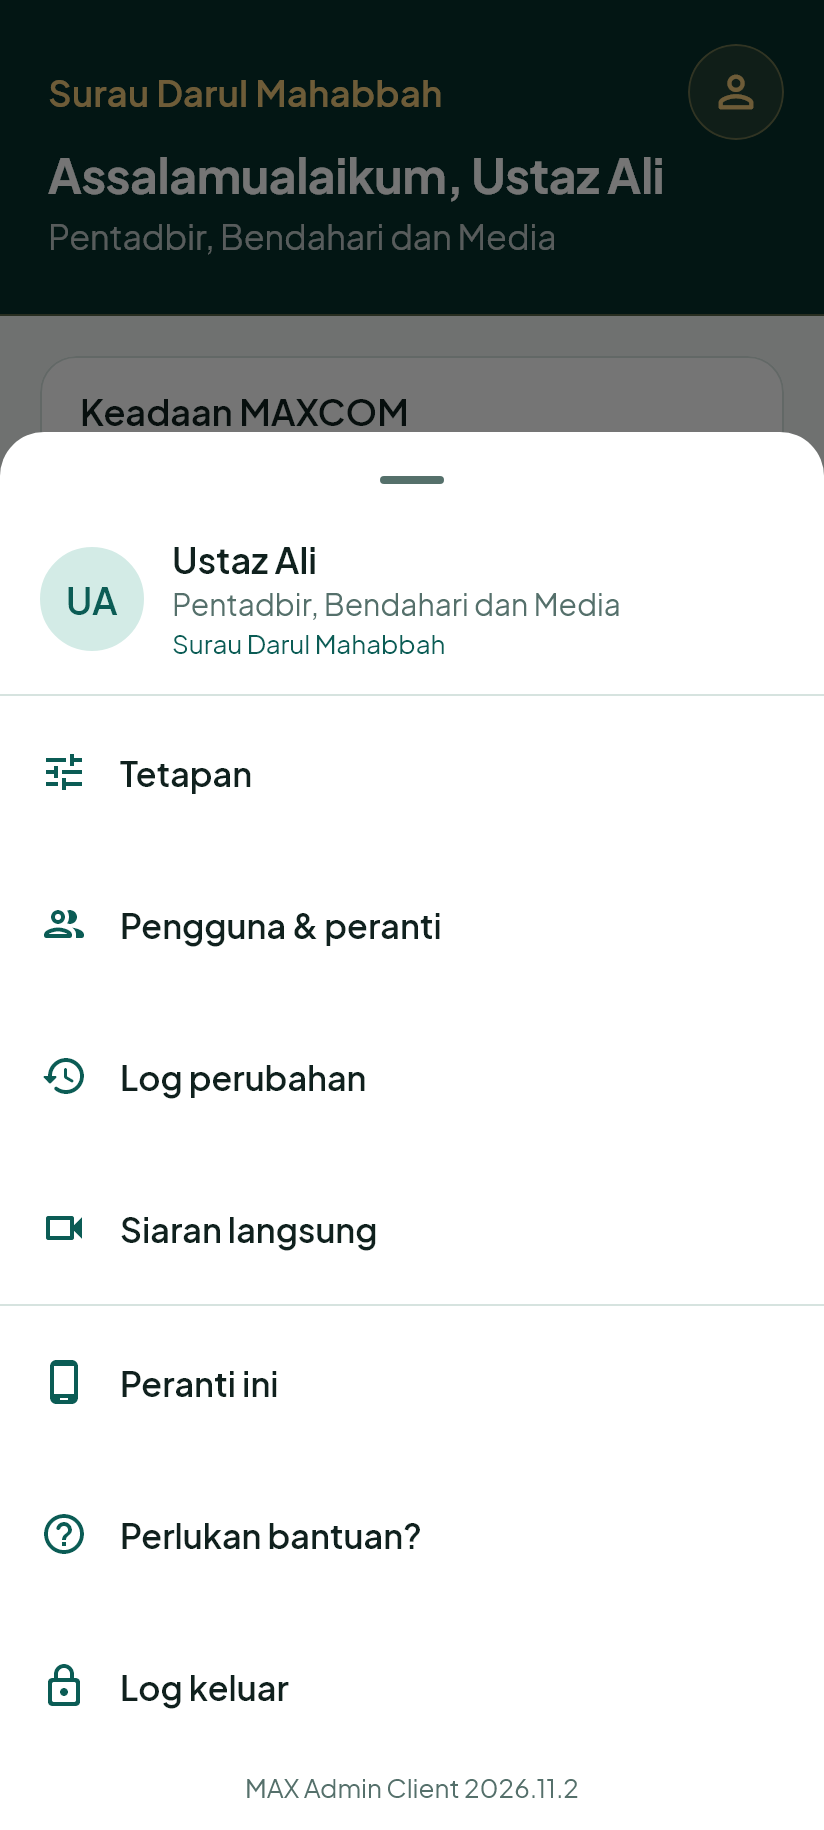 Surau Darul Mahabbah
Assalamualaikum, Ustaz Ali
Pentadbir, Bendahari dan Media
Keadaan MAXCOM
UA
Ustaz Ali
Pentadbir, Bendahari dan Media
Surau Darul Mahabbah
Tetapan
Pengguna & peranti
Log perubahan
Siaran langsung
Peranti ini
Perlukan bantuan?
Log keluar
MAX Admin Client 2026.11.2